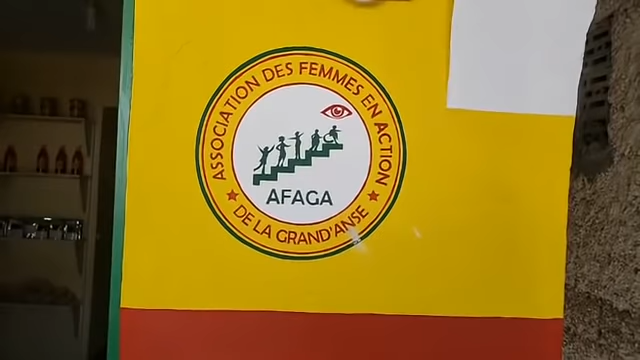 ASSOCIATION DES FEMMES EN ACTION
AFAGA
DE LA GRAND'ANSE